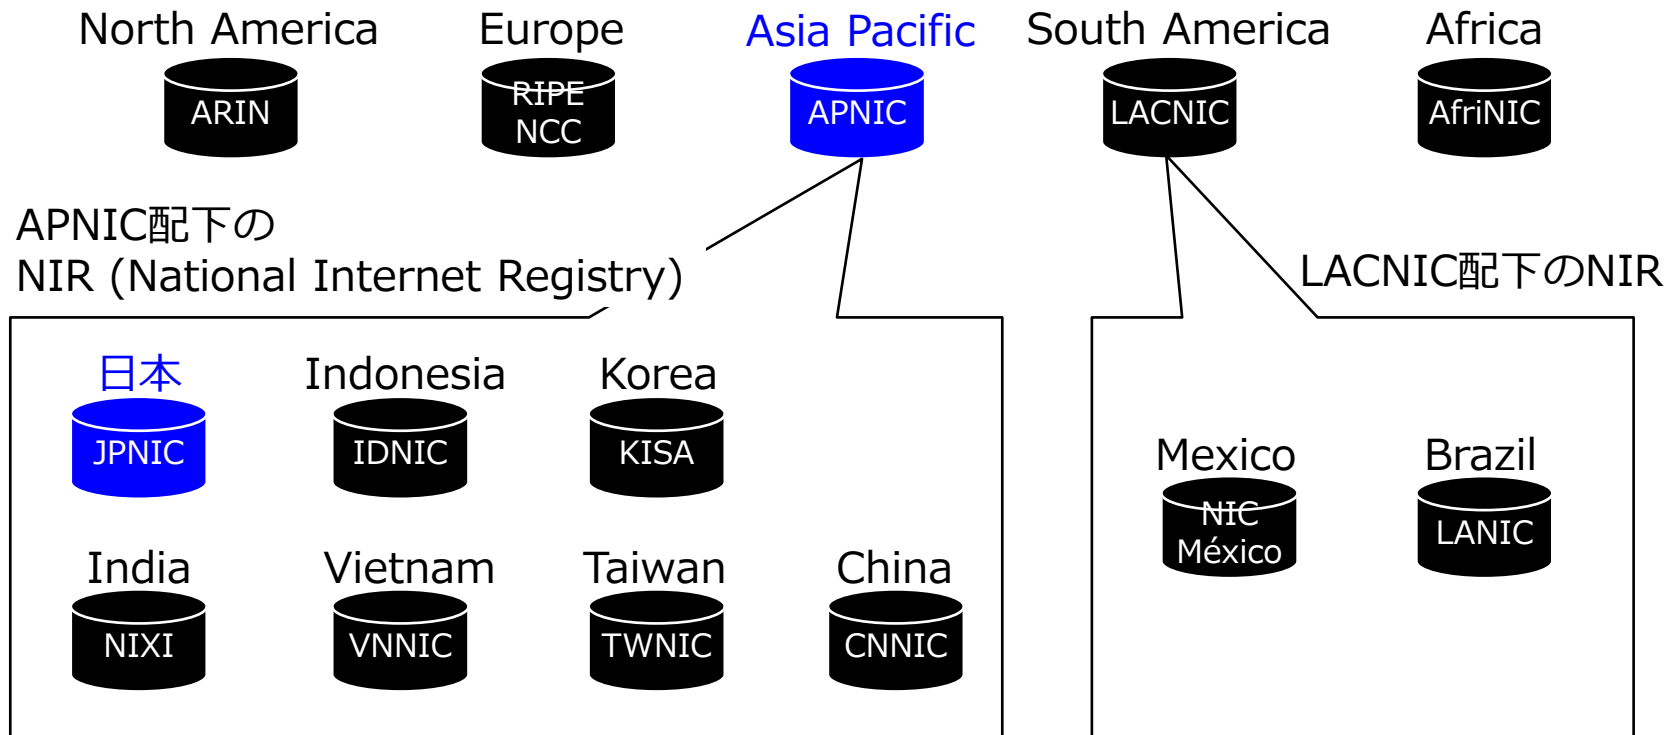 North America
Europe
Asia Pacific
South America
Africa
ARIN
RIPE
NCC
APNIC
LACNIC
AfriNIC
APNIC配下の
NIR (National Internet Registry)
LACNIC配下のNIR
日本
Indonesia
Korea
JPNIC
IDNIC
KISA
Mexico
Brazil
NIC
México
LANIC
India
Vietnam
Taiwan
China
NIXI
VNNIC
TWNIC
CNNIC